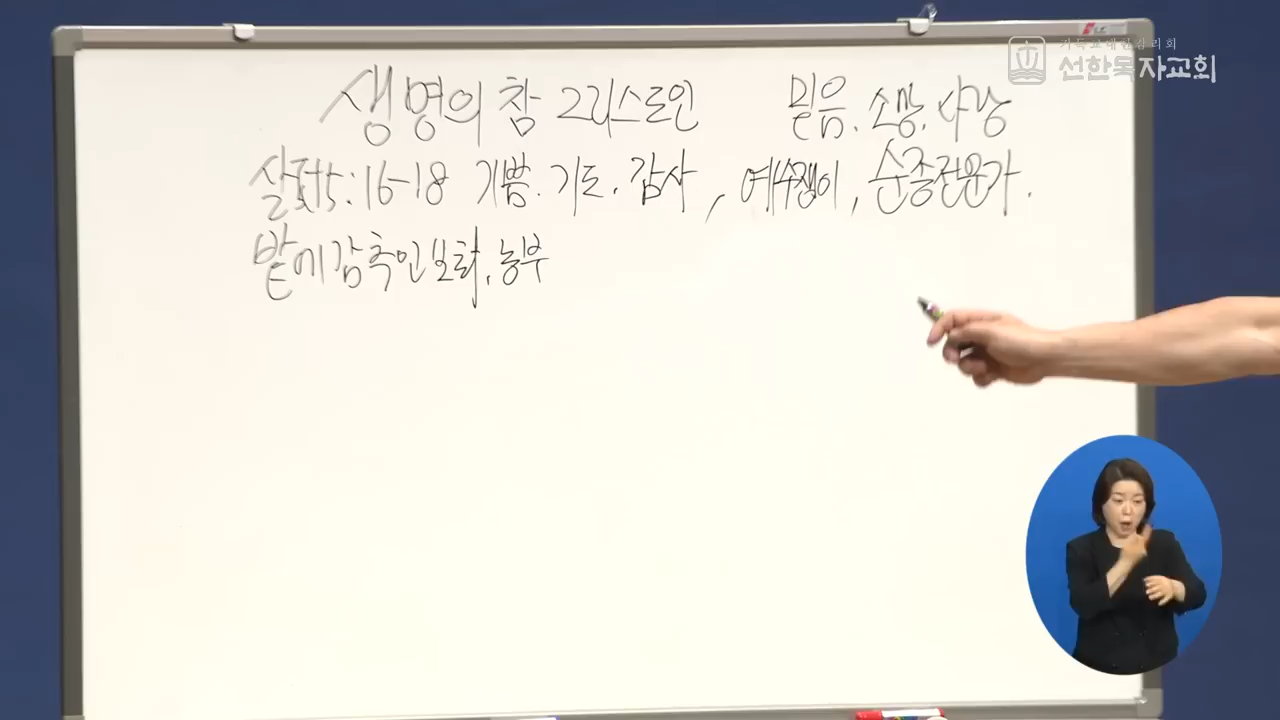 기독교대한감리회
선한목자교회
생명의 참 그리스도인 믿음. 소망. 사랑
살전5:16-18 기쁨. 기도. 감사, 예수쟁이, 순종전문가.
밭에 감추인 보화, 농부